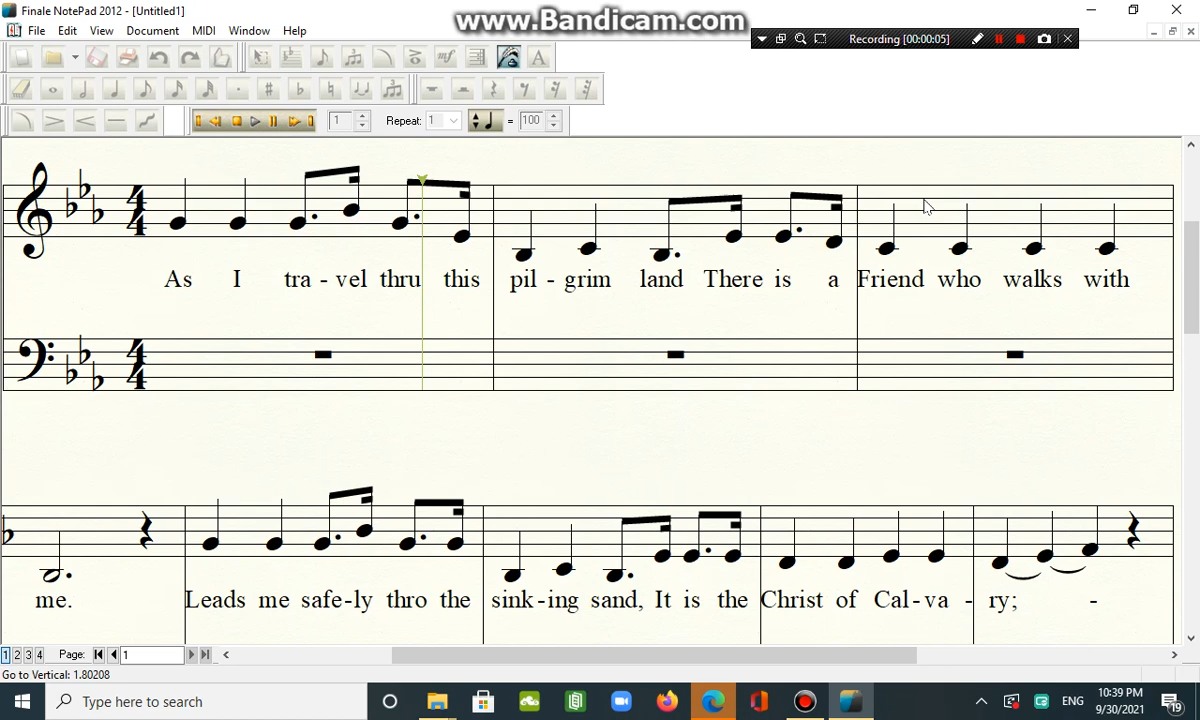 Finale NotePad 2012 - [Untitled1]
www.Bandicam.com
File Edit View Document MIDI Window Help
Recording [00:00:05]
1 Repeat: 1 = 100
As I tra - vel thru this pil - grim land There is a Friend who walks with
me. Leads me safe - ly thro the sink - ing sand, It is the Christ of Cal - va - ry; -
1 2 3 4 Page: 1
Go to Vertical: 1.80208
Type here to search
ENG
10:39 PM
9/30/2021
19